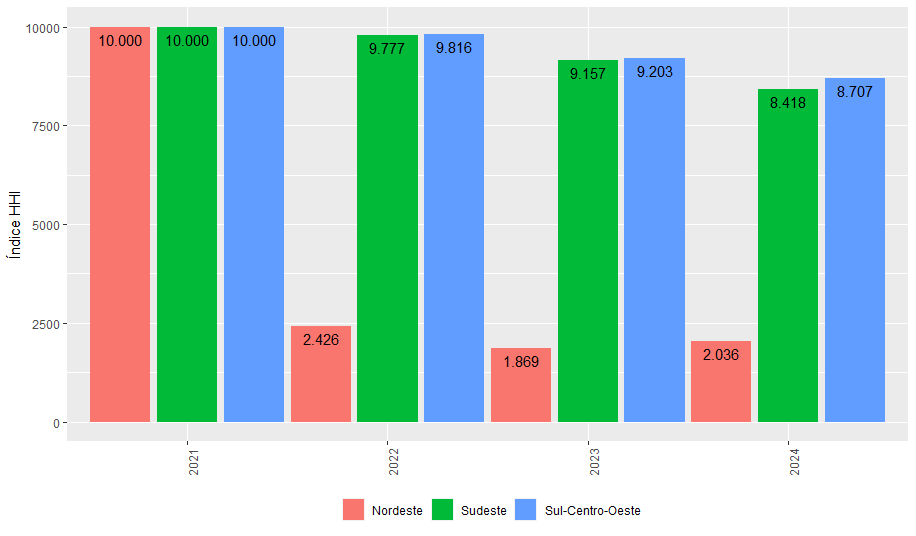 Índice HHI
10000
7500
5000
2500
0
10.000 10.000 10.000
2.426 9.777 9.816
1.869 9.157 9.203
2.036 8.418 8.707
2021 2022 2023 2024
Nordeste Sudeste Sul-Centro-Oeste